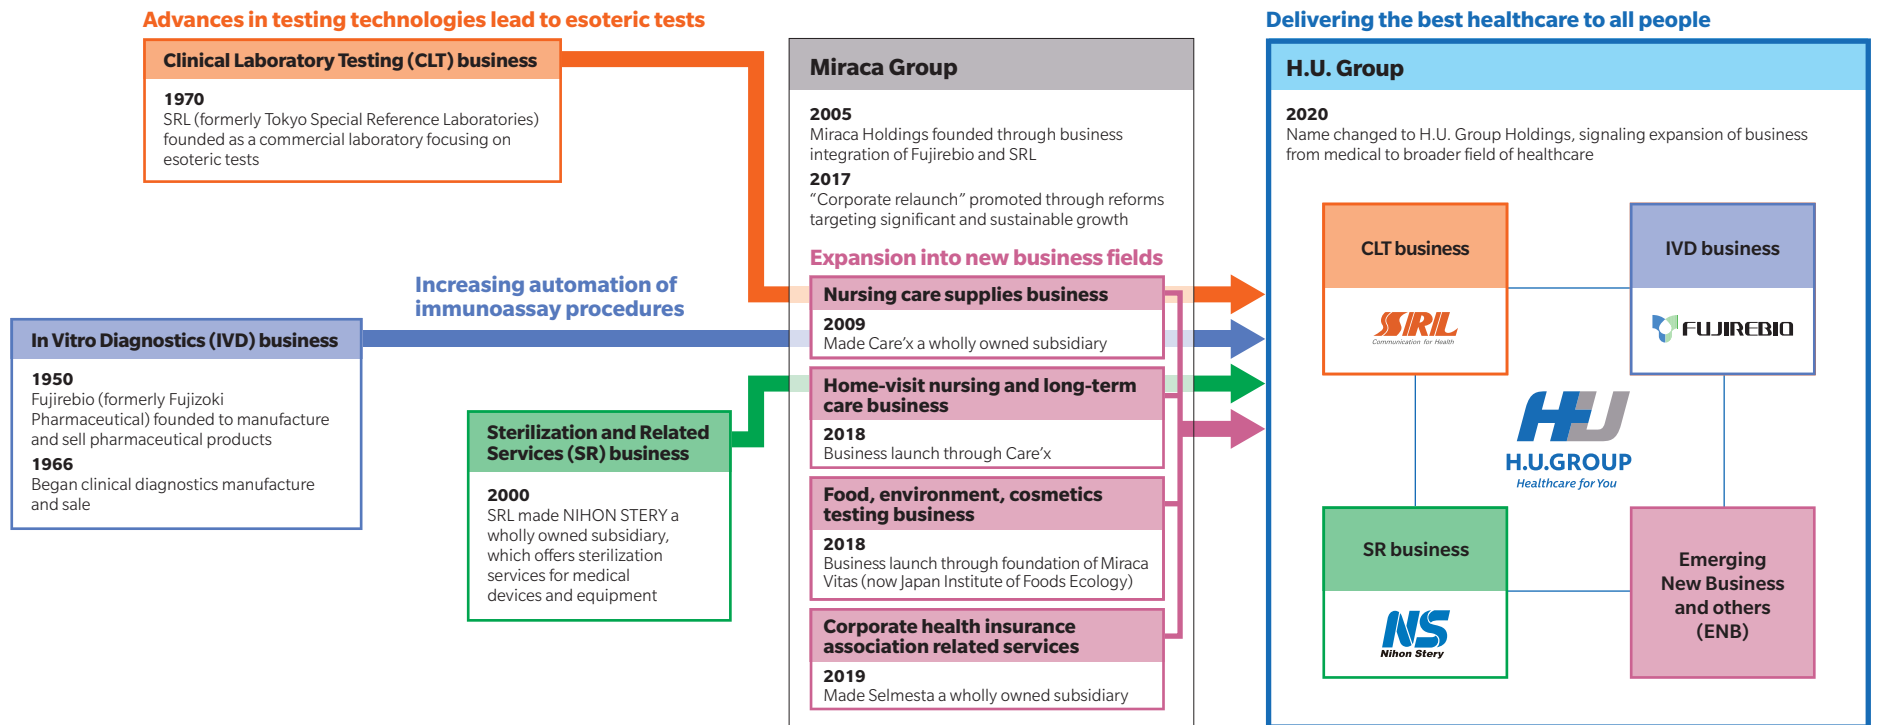 Advances in testing technologies lead to esoteric tests
Clinical Laboratory Testing (CLT) business
1970
SRL (formerly Tokyo Special Reference Laboratories)
founded as a commercial laboratory focusing on
esoteric tests
Increasing automation of
immunoassay procedures
In Vitro Diagnostics (IVD) business
1950
Fujirebio (formerly Fujizoki
Pharmaceutical) founded to manufacture
and sell pharmaceutical products
1966
Began clinical diagnostics manufacture
and sale
Sterilization and Related
Services (SR) business
2000
SRL made NIHON STERY a
wholly owned subsidiary,
which offers sterilization
services for medical
devices and equipment
Miraca Group
2005
Miraca Holdings founded through business
integration of Fujirebio and SRL
2017
“Corporate relaunch” promoted through reforms
targeting significant and sustainable growth
Expansion into new business fields
Nursing care supplies business
2009
Made Care’x a wholly owned subsidiary
Home-visit nursing and long-term
care business
2018
Business launch through Care’x
Food, environment, cosmetics
testing business
2018
Business launch through foundation of Miraca
Vitas (now Japan Institute of Foods Ecology)
Corporate health insurance
association related services
2019
Made Selmesta a wholly owned subsidiary
Delivering the best healthcare to all people
H.U. Group
2020
Name changed to H.U. Group Holdings, signaling expansion of business
from medical to broader field of healthcare
CLT business
SRL
Communication for Health
IVD business
FUJIREBIO
HU
H.U.GROUP
Healthcare for You
SR business
NS
Nihon Stery
Emerging
New Business
and others
(ENB)